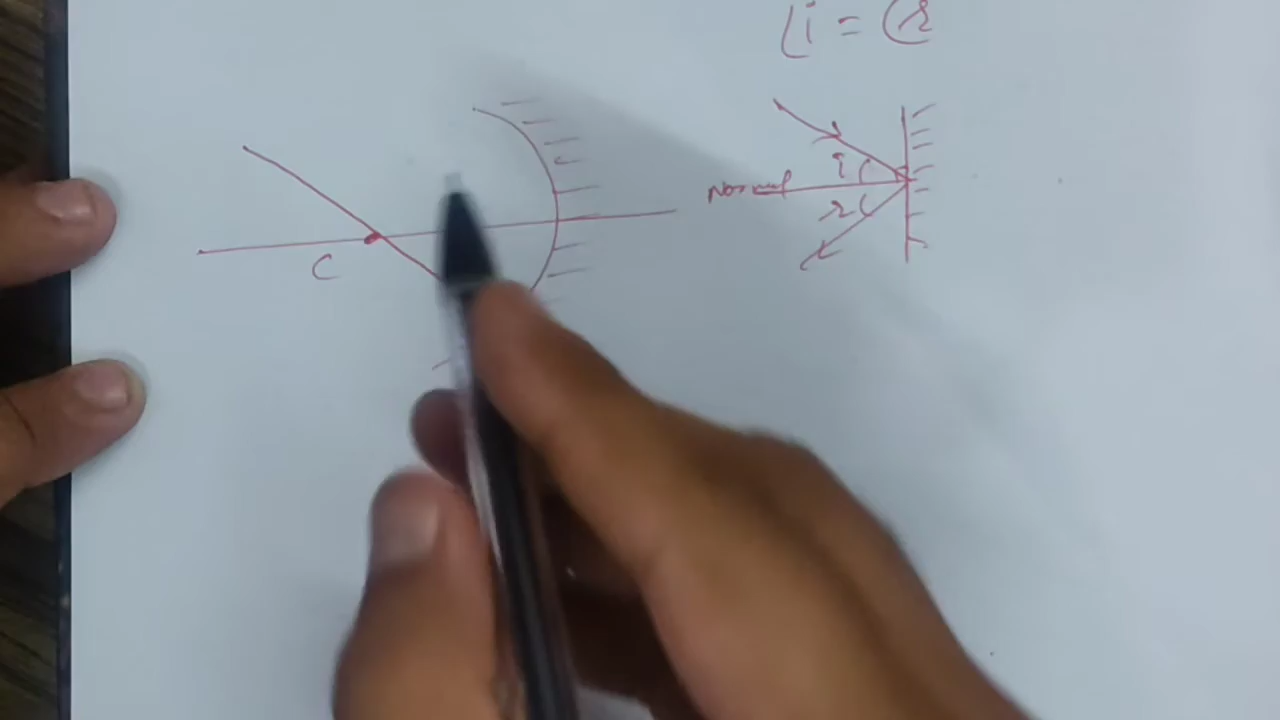 ∠i = ∠r
i
Normal
r
C